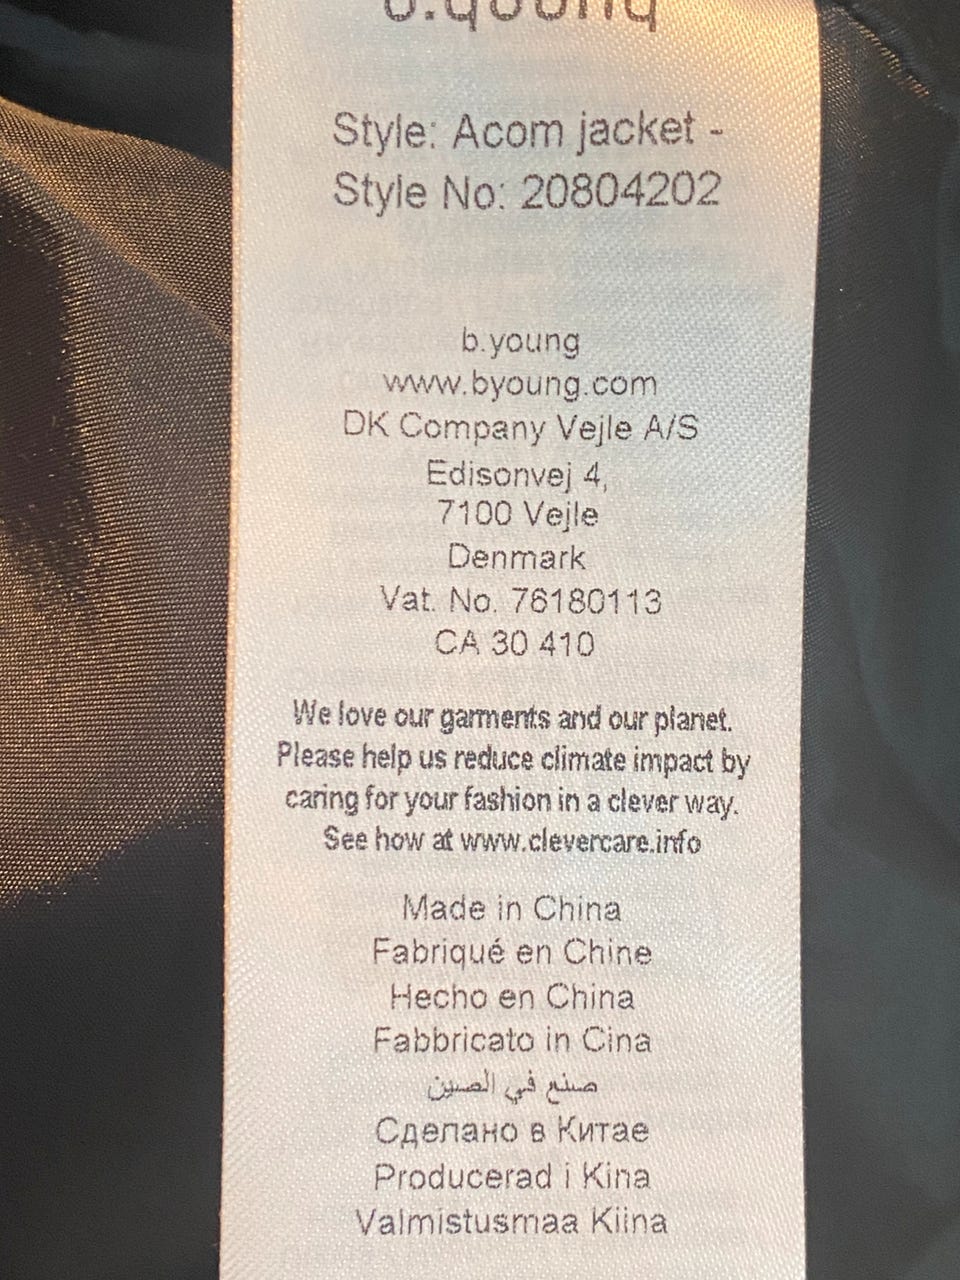 b.young
Style: Acom jacket -
Style No: 20804202
b.young
www.byoung.com
DK Company Vejle A/S
Edisonvej 4,
7100 Vejle
Denmark
Vat. No. 76180113
CA 30 410
We love our garments and our planet.
Please help us reduce climate impact by
caring for your fashion in a clever way.
See how at www.clevercare.info
Made in China
Fabriqué en Chine
Hecho en China
Fabbricato in Cina
صنع في الصين
Сделано в Китае
Producerad i Kina
Valmistusmaa Kiina